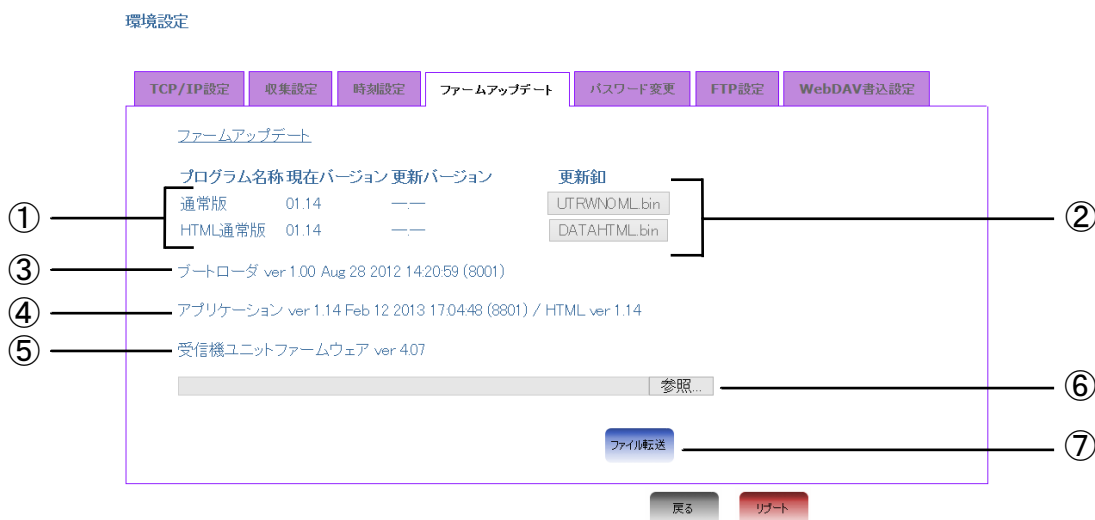 環境設定
TCP/IP設定 収集設定 時刻設定 ファームアップデート パスワード変更 FTP設定 WebDAV書込設定
ファームアップデート
プログラム名称 現在バージョン 更新バージョン 更新釦
通常版 01.14 --.-- UTRWNOML.bin
① ②
HTML通常版 01.14 --.-- DATAHTML.bin
③ ブートローダ ver 1.00 Aug 28 2012 14:20:59 (8001)
④ アプリケーション ver 1.14 Feb 12 2013 17:04:48 (8801) / HTML ver 1.14
⑤ 受信機ユニットファームウェア ver 4.07
参照... ⑥
ファイル転送 ⑦
戻る リブート